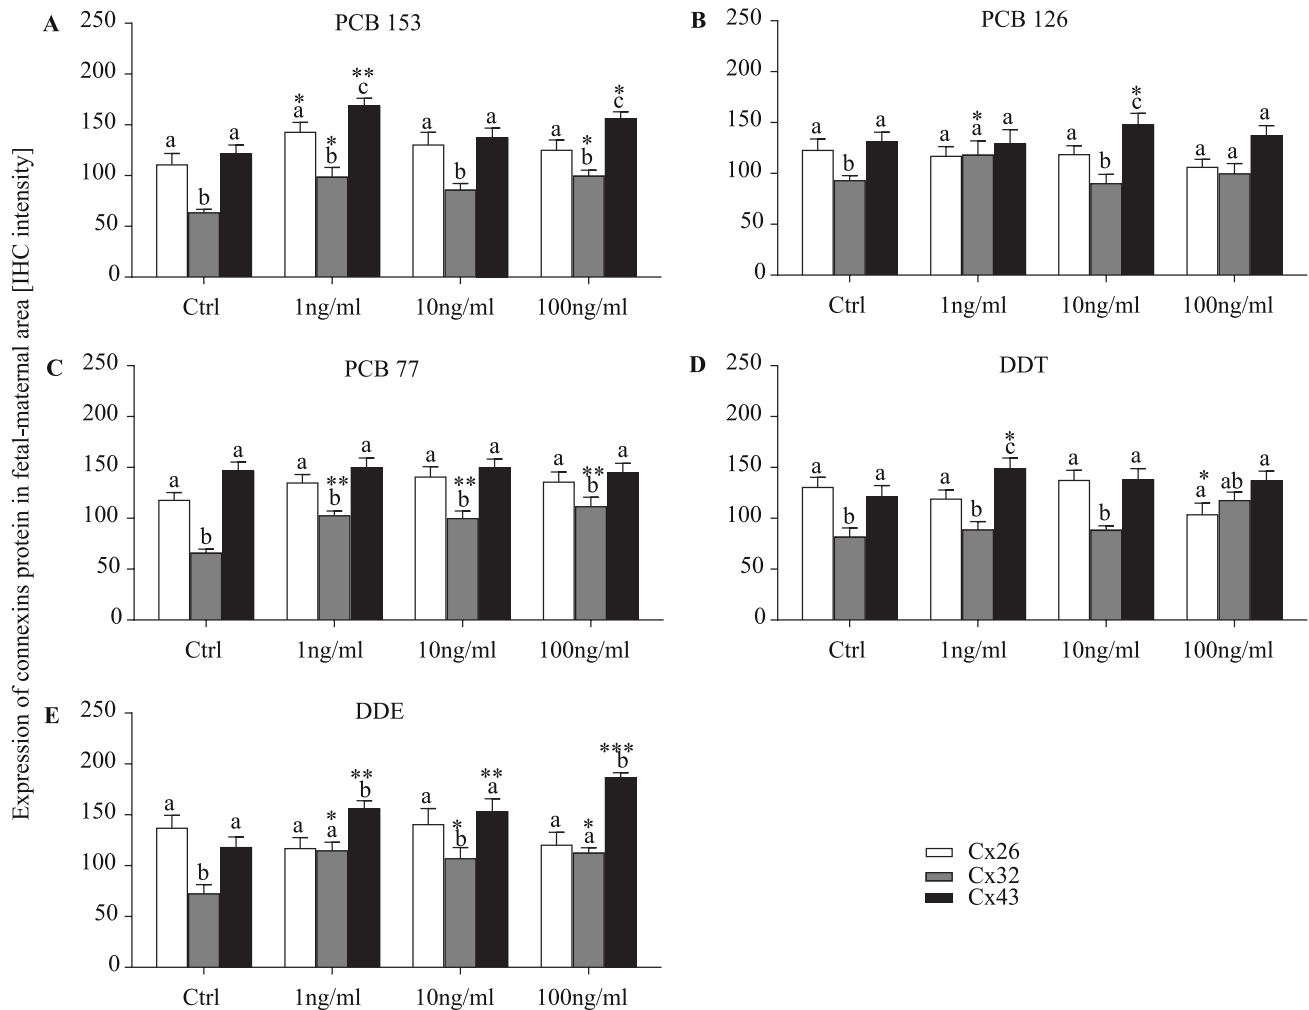 Expression of connexins protein in fetal-maternal area [IHC intensity]
A
PCB 153
250
200
150
100
50
0
a
b
a
*
a
*
b
**
c
a
b
a
a
*
b
*
c
Ctrl
1ng/ml
10ng/ml
100ng/ml
B
PCB 126
250
200
150
100
50
0
a
b
a
a
*
a
a
a
b
*
c
a
a
a
Ctrl
1ng/ml
10ng/ml
100ng/ml
C
PCB 77
250
200
150
100
50
0
a
b
a
a
**
b
a
a
**
b
a
a
**
b
a
Ctrl
1ng/ml
10ng/ml
100ng/ml
D
DDT
250
200
150
100
50
0
a
b
a
a
b
*
c
a
b
a
*
a
ab
a
Ctrl
1ng/ml
10ng/ml
100ng/ml
E
DDE
250
200
150
100
50
0
a
b
a
a
*
a
**
b
a
*
b
**
a
a
*
a
***
b
Ctrl
1ng/ml
10ng/ml
100ng/ml
Cx26
Cx32
Cx43